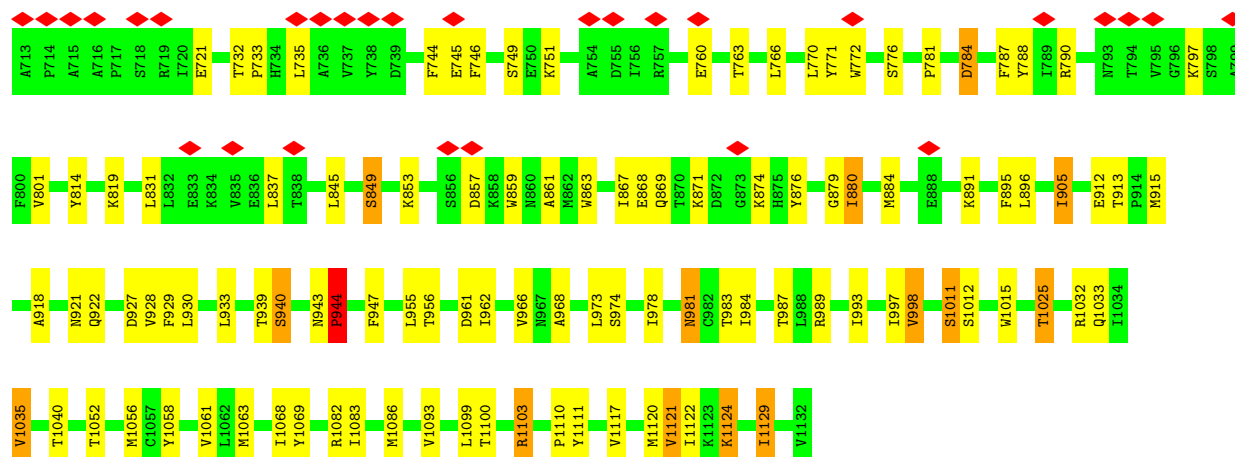 A713 P714 A715 A716 P717 S718 R719 I720 E721 T732 P733 H734 L735 A736 V737 Y738 D739 F744 E745 F746 S749 E750 K751 A754 D755 I756 R757 E760 T763 L766 L770 Y771 W772 S776 P781 D784 F787 Y788 I789 R790 N793 T794 V795 G796 K797 S798
F800 V801 Y814 K819 L831 L832 E833 K834 V835 E836 L837 T838 L845 S849 K853 S856 D857 K858 W859 N860 A861 M862 W863 I867 E868 Q869 T870 K871 D872 G873 K874 H875 Y876 G879 I880 M884 E888 K891 F895 L896 I905 E912 T913 P914 M915
A918 N921 Q922 D927 V928 F929 L930 L933 T939 S940 N943 P944 F947 L955 T956 D961 I962 V966 N967 A968 L973 S974 I978 N981 C982 T983 I984 T987 L988 R989 I993 I997 V998 S1011 S1012 W1015 T1025 R1032 Q1033 I1034
V1035 T1040 T1052 M1056 C1057 Y1058 V1061 L1062 M1063 I1068 Y1069 R1082 I1083 M1086 V1093 L1099 T1100 R1103 P1110 Y1111 V1117 M1120 V1121 I1122 K1123 K1124 I1129 V1132